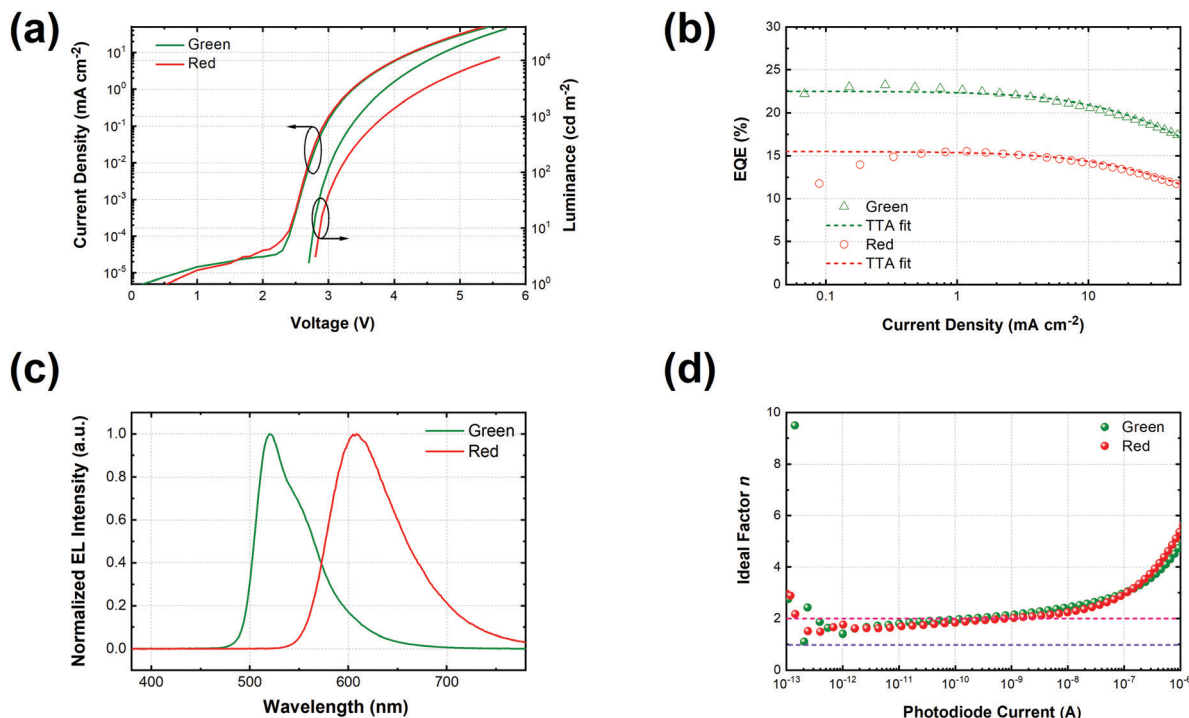 (a)
Current Density (mA cm⁻²)
10¹
10⁰
10⁻¹
10⁻²
10⁻³
10⁻⁴
10⁻⁵
Green
Red
10⁴
10³
10²
10¹
10⁰
Luminance (cd m⁻²)
0 1 2 3 4 5 6
Voltage (V)
(b)
EQE (%)
30
25
20
15
10
5
0
Green
TTA fit
Red
TTA fit
0.1 1 10
Current Density (mA cm⁻²)
(c)
Normalized EL Intensity (a.u.)
1.0
0.8
0.6
0.4
0.2
0.0
Green
Red
400 500 600 700
Wavelength (nm)
(d)
Ideal Factor n
10
8
6
4
2
0
Green
Red
10⁻¹³ 10⁻¹² 10⁻¹¹ 10⁻¹⁰ 10⁻⁹ 10⁻⁸ 10⁻⁷ 10⁻⁶
Photodiode Current (A)